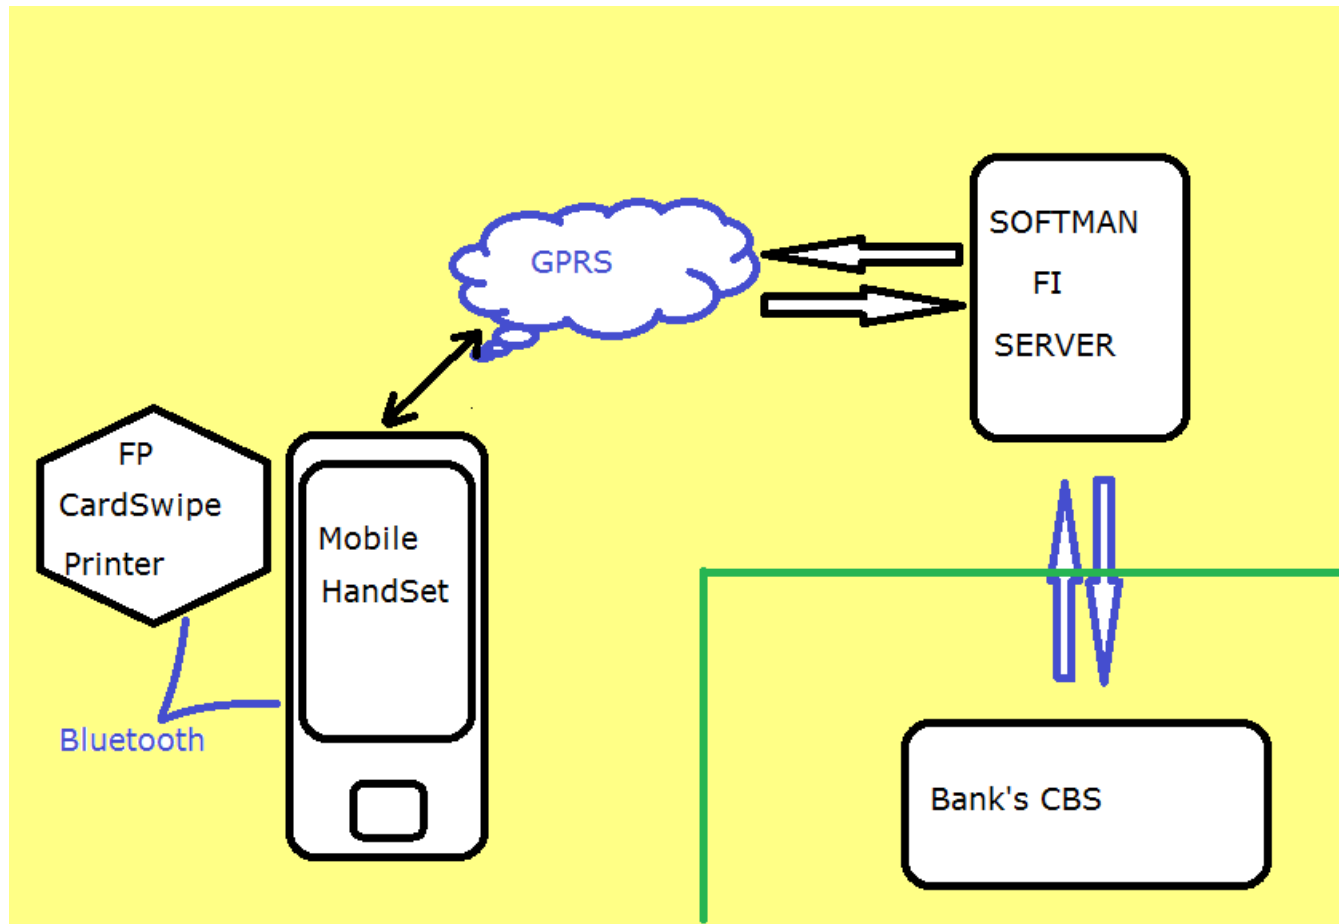 GPRS
SOFTMAN
FI
SERVER
FP
CardSwipe
Printer
Mobile
HandSet
Bluetooth
Bank's CBS